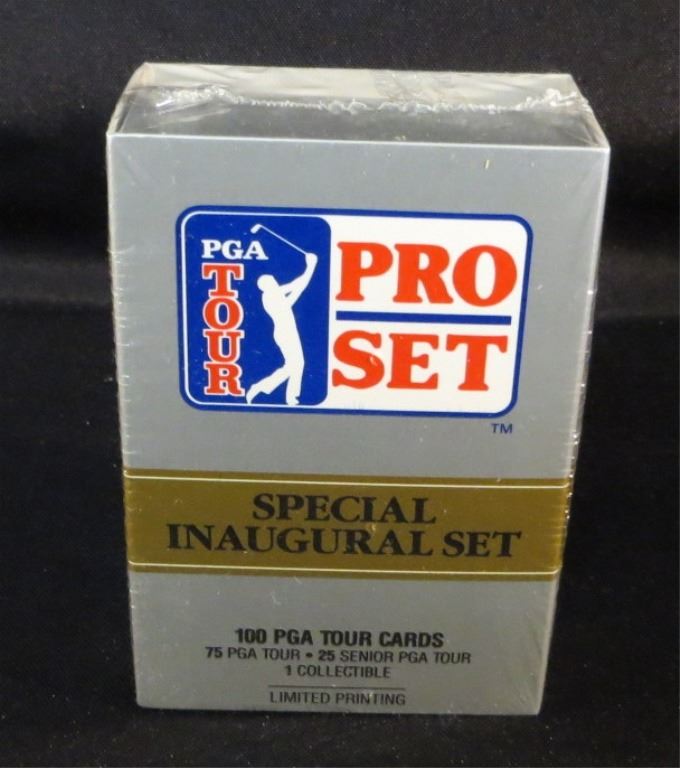 PGA
TOUR
PRO
SET
TM
SPECIAL
INAUGURAL SET
100 PGA TOUR CARDS
75 PGA TOUR • 25 SENIOR PGA TOUR
1 COLLECTIBLE
LIMITED PRINTING